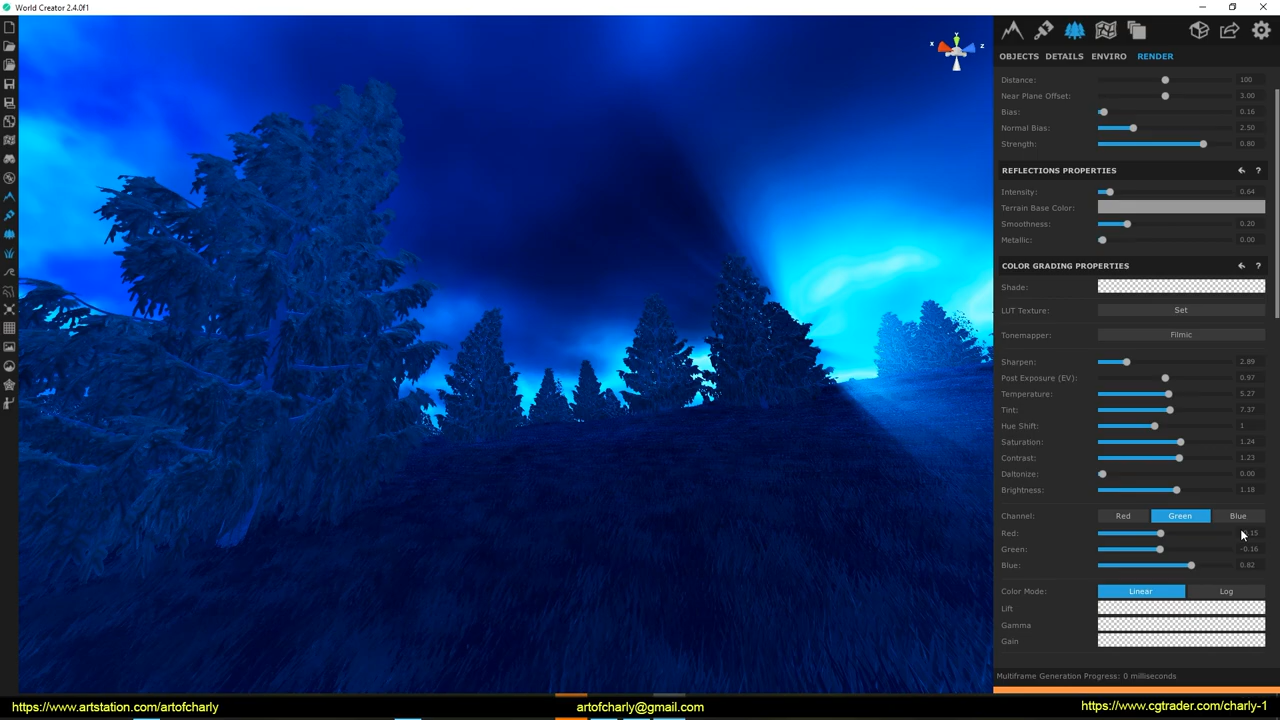 World Creator 2.4.0f1
X Y Z
OBJECTS DETAILS ENVIRO RENDER
Distance: 100
Near Plane Offset: 3.00
Bias: 0.16
Normal Bias: 2.50
Strength: 0.80
REFLECTIONS PROPERTIES ?
Intensity: 0.64
Terrain Base Color:
Smoothness: 0.20
Metallic: 0.00
COLOR GRADING PROPERTIES ?
Shade:
LUT Texture: Set
Tonemapper: Filmic
Sharpen: 2.89
Post Exposure (EV): 0.97
Temperature: 5.27
Tint: 7.37
Hue Shift: 1
Saturation: 1.24
Contrast: 1.23
Daltonize: 0.00
Brightness: 1.18
Channel: Red Green Blue
Red:
Green: -0.16
Blue: 0.82
Color Mode: Linear Log
Lift
Gamma
Gain
Multiframe Generation Progress: 0 milliseconds
https://www.artstation.com/artofcharly artofcharly@gmail.com https://www.cgtrader.com/charly-1